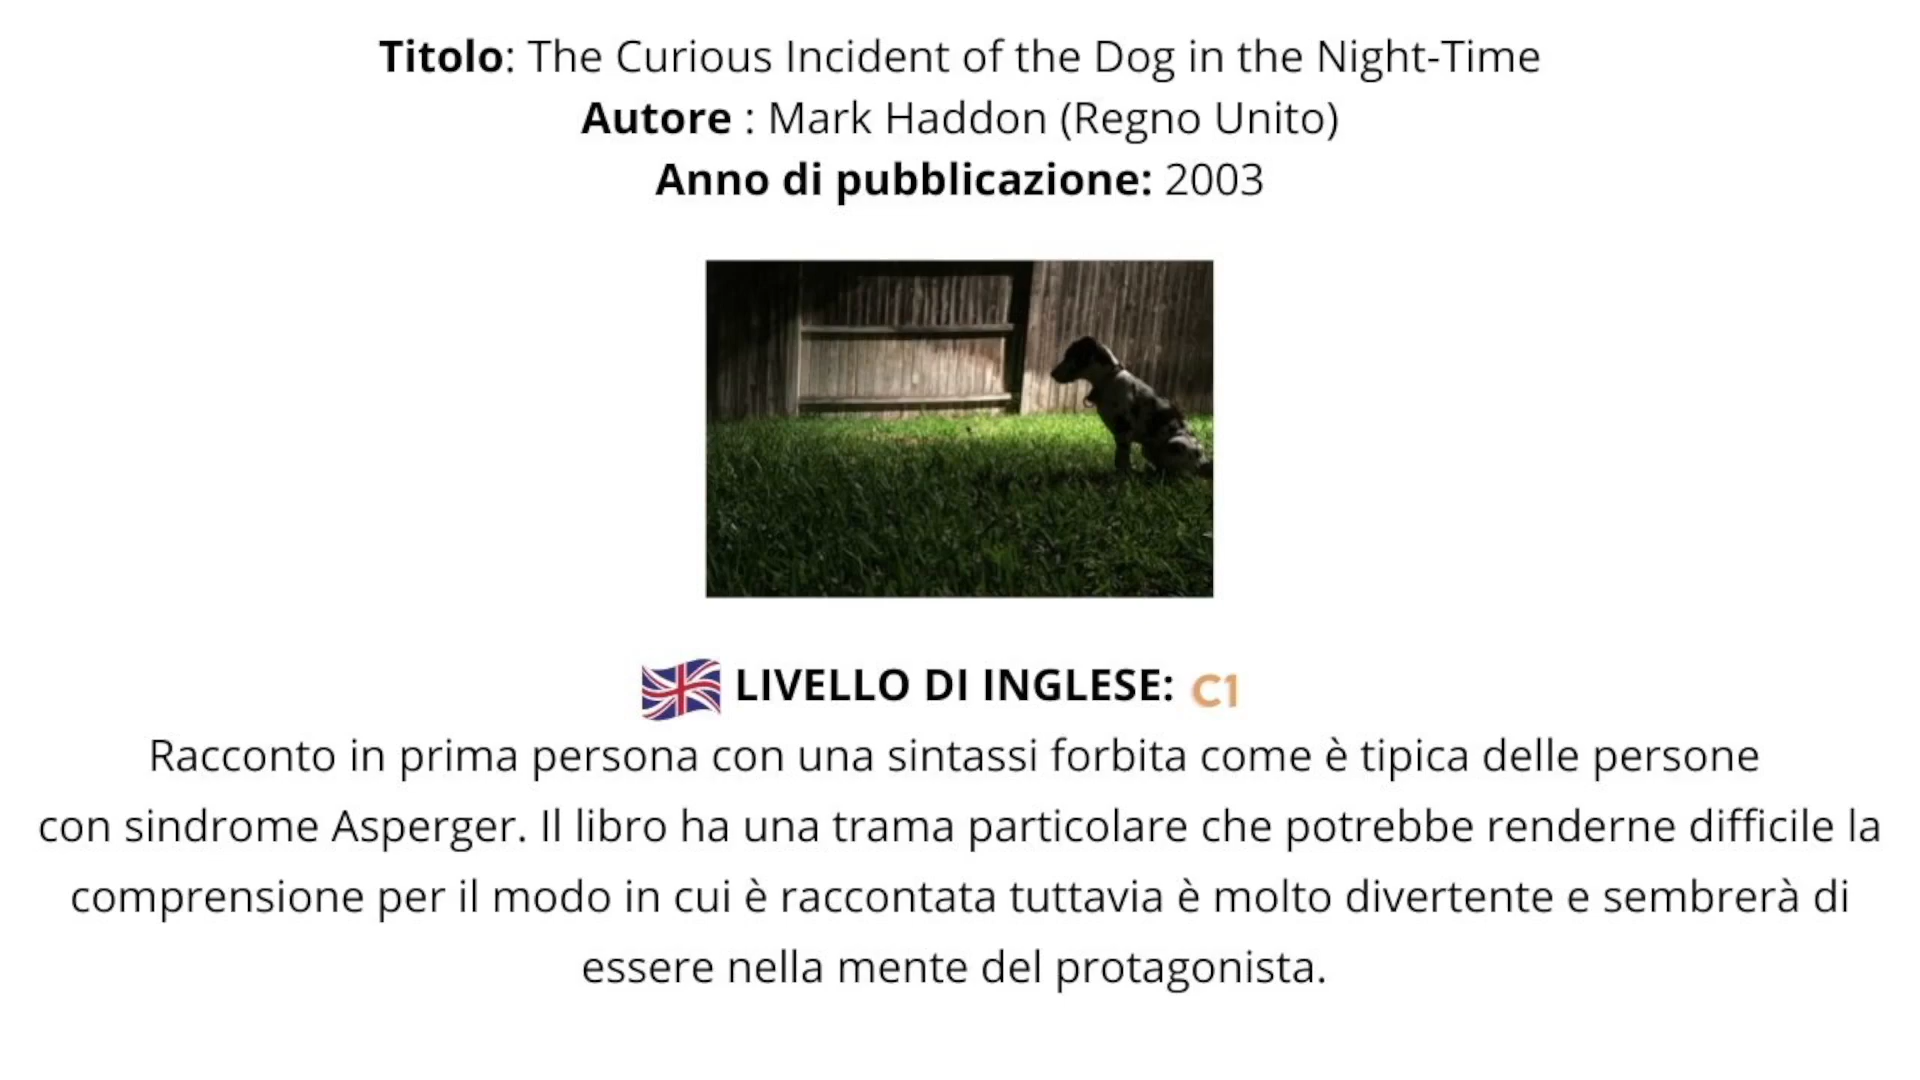 Titolo: The Curious Incident of the Dog in the Night-Time
Autore : Mark Haddon (Regno Unito)
Anno di pubblicazione: 2003
LIVELLO DI INGLESE: C1
Racconto in prima persona con una sintassi forbita come è tipica delle persone
con sindrome Asperger. Il libro ha una trama particolare che potrebbe renderne difficile la
comprensione per il modo in cui è raccontata tuttavia è molto divertente e sembrerà di
essere nella mente del protagonista.